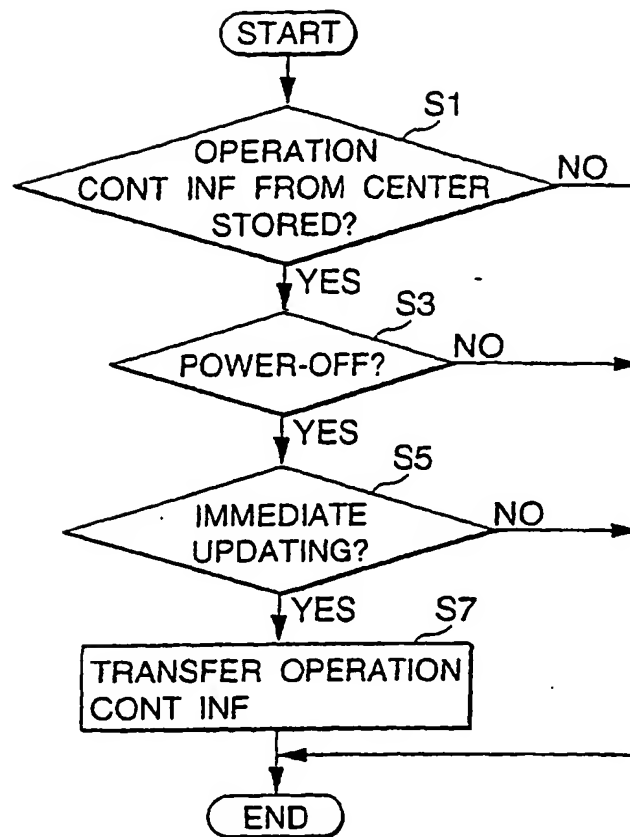 START
S1
OPERATION
CONT INF FROM CENTER
STORED?
NO
YES
S3
POWER-OFF?
NO
YES
S5
IMMEDIATE
UPDATING?
NO
YES
S7
TRANSFER OPERATION
CONT INF
END